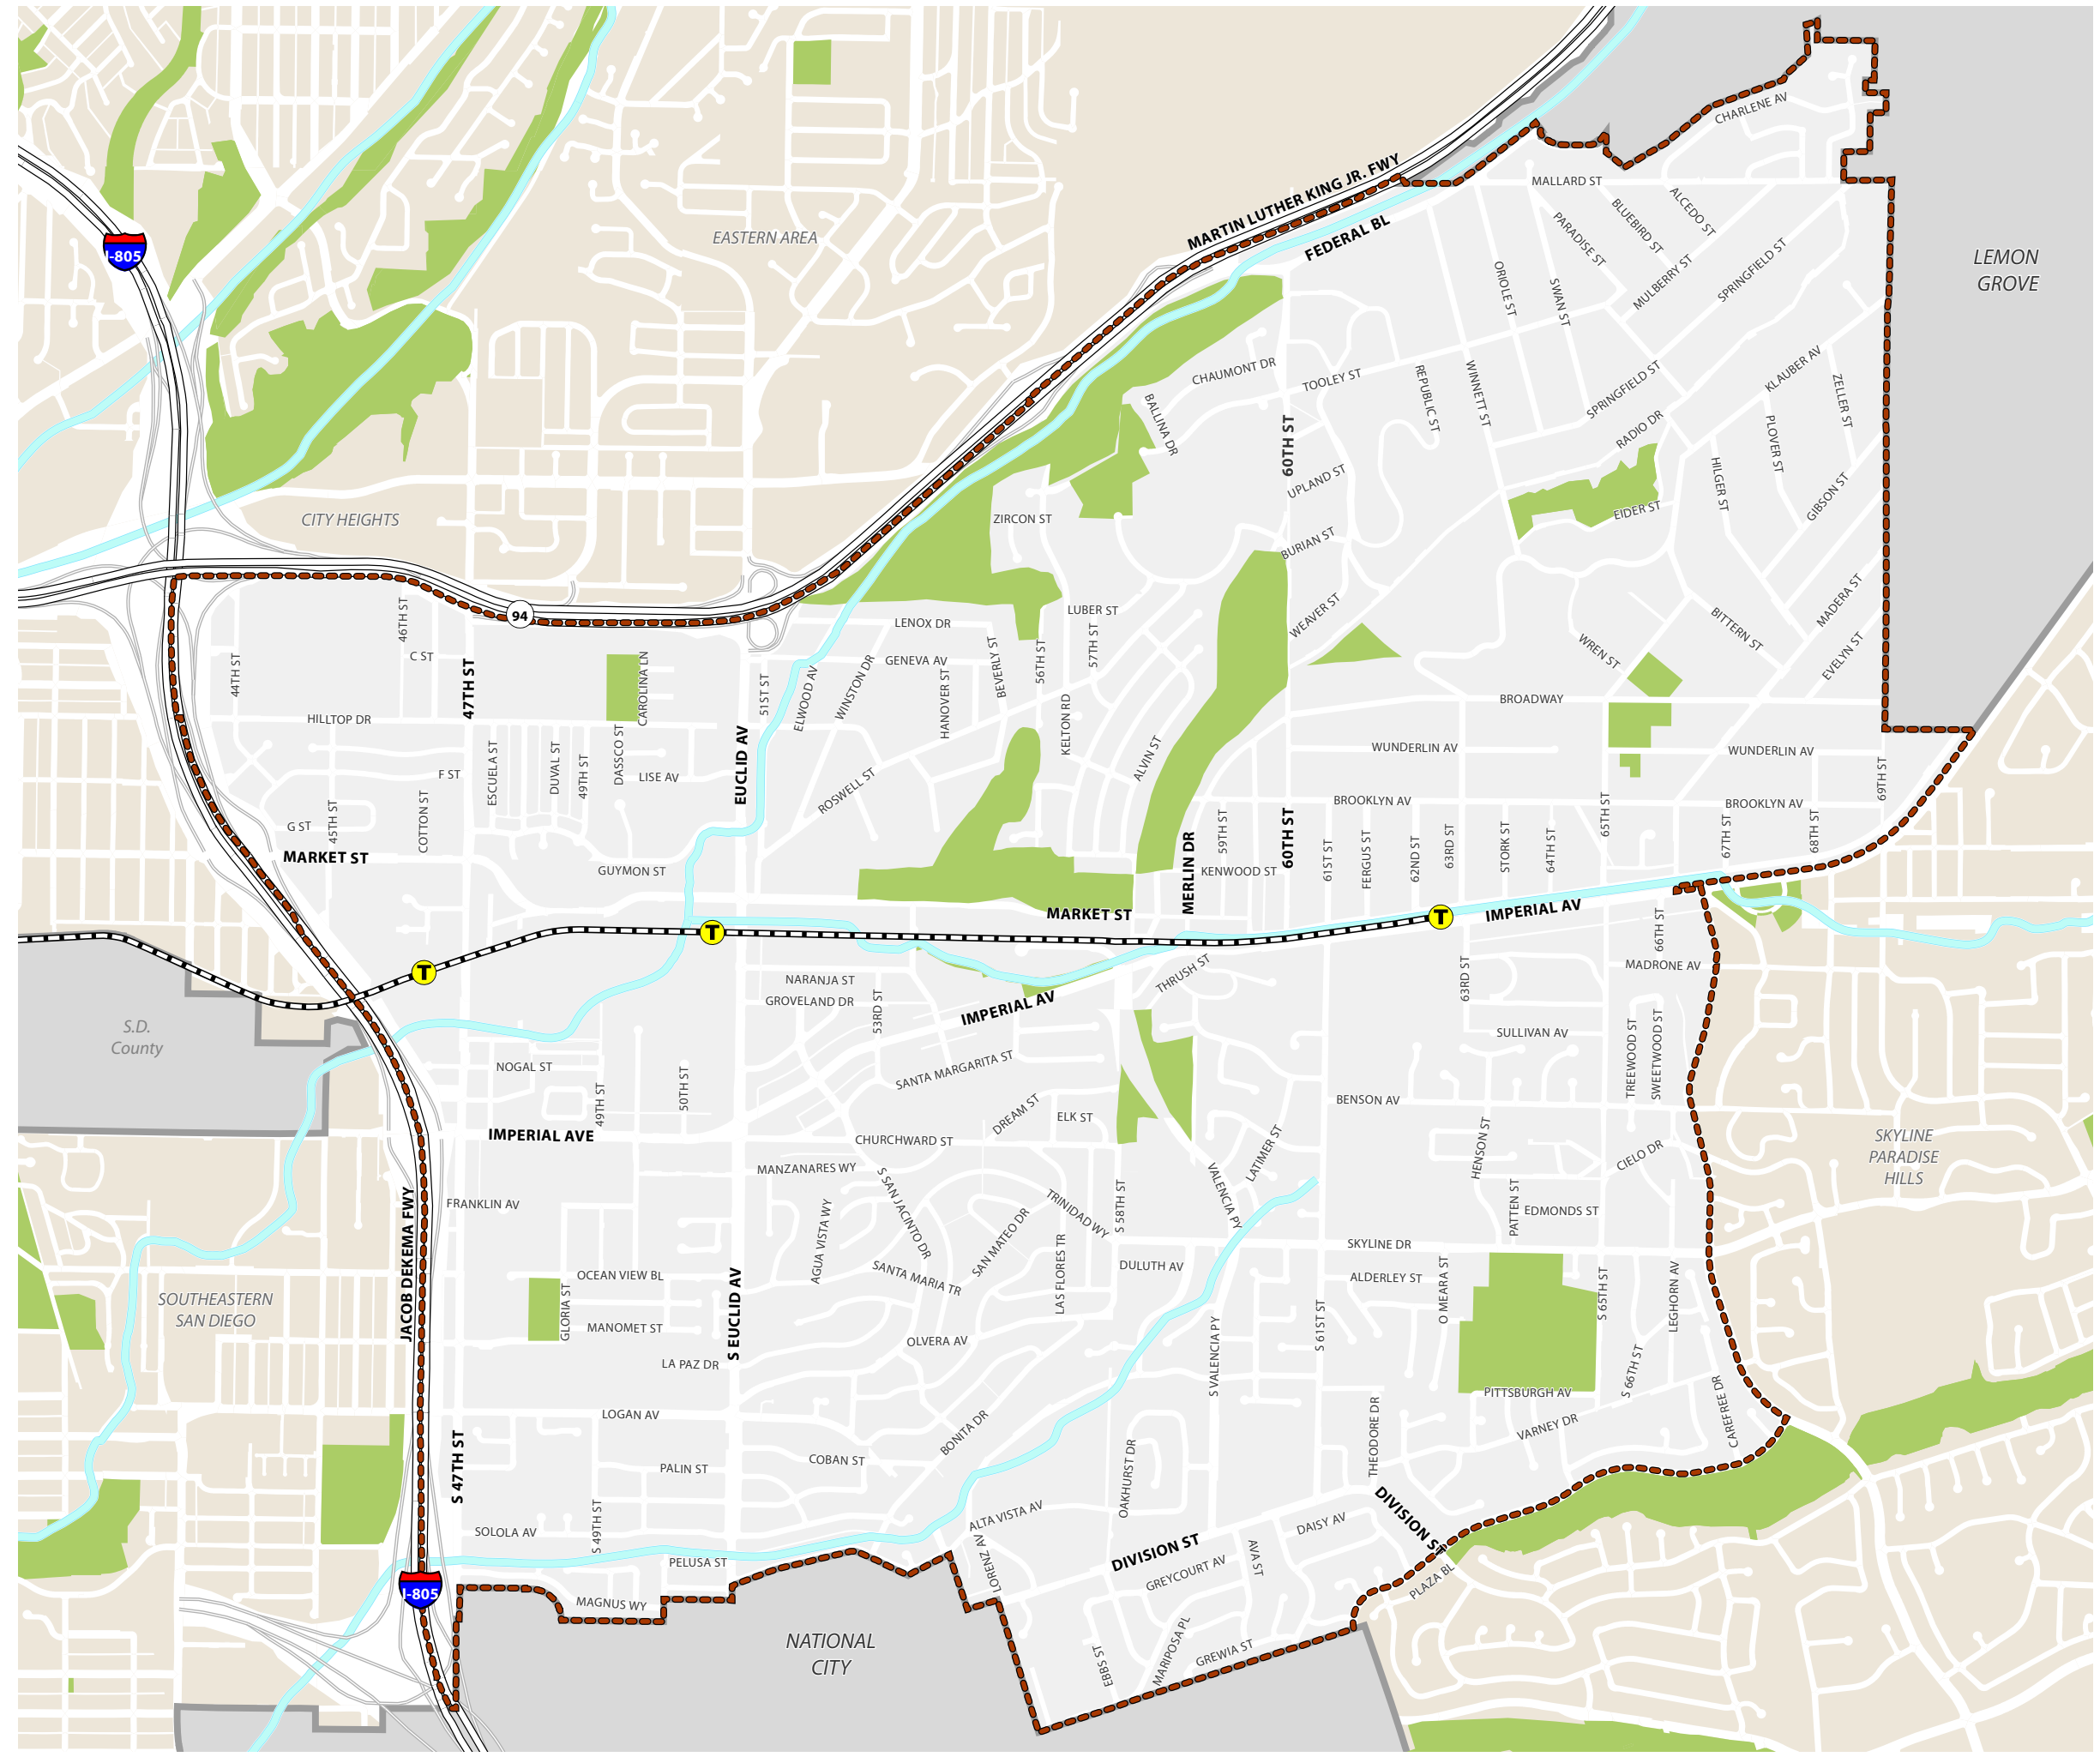 CHARLENE AV
MARTIN LUTHER KING JR. FWY
MALLARD ST
ALCEDO ST
BLUEBIRD ST
PARADISE ST
FEDERAL BL
EASTERN AREA
I-805
LEMON
GROVE
MULBERRY ST
SPRINGFIELD ST
ORIOLE ST
SWAN ST
CHAUMONT DR
TOOLEY ST
REPUBLIC ST
WINNETT ST
SPRINGFIELD ST
KLAUBER AV
ZELLER ST
BALLINA DR
60TH ST
RADIO DR
PLOVER ST
UPLAND ST
HILGER ST
GIBSON ST
CITY HEIGHTS
ZIRCON ST
EIDER ST
BURIAN ST
94
46TH ST
LENOX DR
LUBER ST
WEAVER ST
MADERA ST
BITTERN ST
WREN ST
EVELYN ST
C ST
44TH ST
47TH ST
CAROLINA LN
GENEVA AV
BEVERLY ST
56TH ST
57TH ST
51ST ST
ELWOOD AV
WINSTON DR
HANOVER ST
BROADWAY
HILLTOP DR
KELTON RD
WUNDERLIN AV
WUNDERLIN AV
ESCUELA ST
DUVAL ST
49TH ST
DASSCO ST
LISE AV
EUCLID AV
ALVIN ST
69TH ST
F ST
ROSWELL ST
BROOKLYN AV
BROOKLYN AV
G ST
45TH ST
COTTON ST
MARKET ST
GUYMON ST
MERLIN DR
59TH ST
KENWOOD ST
60TH ST
61ST ST
FERGUS ST
62ND ST
63RD ST
STORK ST
64TH ST
65TH ST
67TH ST
68TH ST
MARKET ST
IMPERIAL AV
T
T
T
66TH ST
MADRONE AV
NARANJA ST
GROVELAND DR
53RD ST
IMPERIAL AV
THRUSH ST
63RD ST
SULLIVAN AV
TREEWOOD ST
SWEETWOOD ST
S.D.
County
NOGAL ST
49TH ST
50TH ST
SANTA MARGARITA ST
DREAM ST
ELK ST
BENSON AV
IMPERIAL AVE
CHURCHWARD ST
MANZANARES WY
LATIMER ST
HENSON ST
CIELO DR
SKYLINE
PARADISE
HILLS
JACOB DEKEMA FWY
FRANKLIN AV
AGUA VISTA WY
S SAN JACINTO DR
SAN MATEO DR
TRINIDAD WY
S 58TH ST
VALENCIA PY
PATTEN ST
EDMONDS ST
SKYLINE DR
SANTA MARIA TR
LAS FLORES TR
DULUTH AV
ALDERLEY ST
O MEARA ST
S 65TH ST
LEGHORN AV
SOUTHEASTERN
SAN DIEGO
OCEAN VIEW BL
GLORIA ST
MANOMET ST
S EUCLID AV
OLVERA AV
LA PAZ DR
S VALENCIA PY
S 61ST ST
S 66TH ST
PITTSBURGH AV
CAREFREE DR
VARNEY DR
LOGAN AV
BONITA DR
THEODORE DR
S 47TH ST
PALIN ST
COBAN ST
OAKHURST DR
S 49TH ST
SOLOLA AV
ALTA VISTA AV
DAISY AV
DIVISION ST
DIVISION ST
PELUSA ST
LORENZ AV
GREYCOURT AV
AVA ST
PLAZA BL
I-805
MAGNUS WY
NATIONAL
CITY
EBBS ST
MARIPOSA PL
GREWIA ST